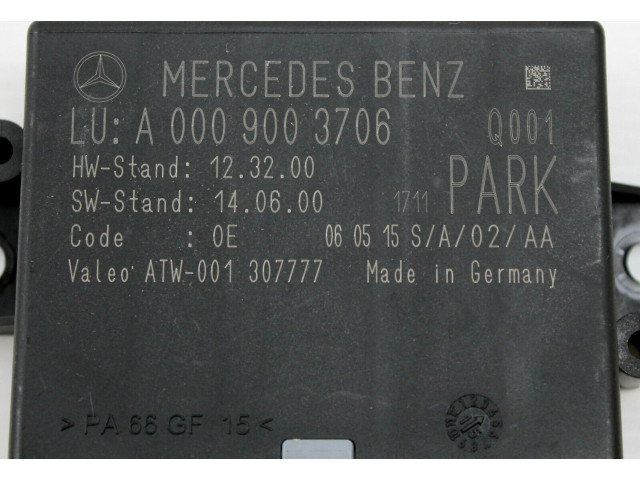 MERCEDES BENZ
LU: A 000 900 3706 Q001
HW-Stand: 12.32.00
SW-Stand: 14.06.00 1711 PARK
Code : OE 06 05 15 S/A/02/AA
Valeo ATW-001 307777 Made in Germany
> PA 66 GF 15 <